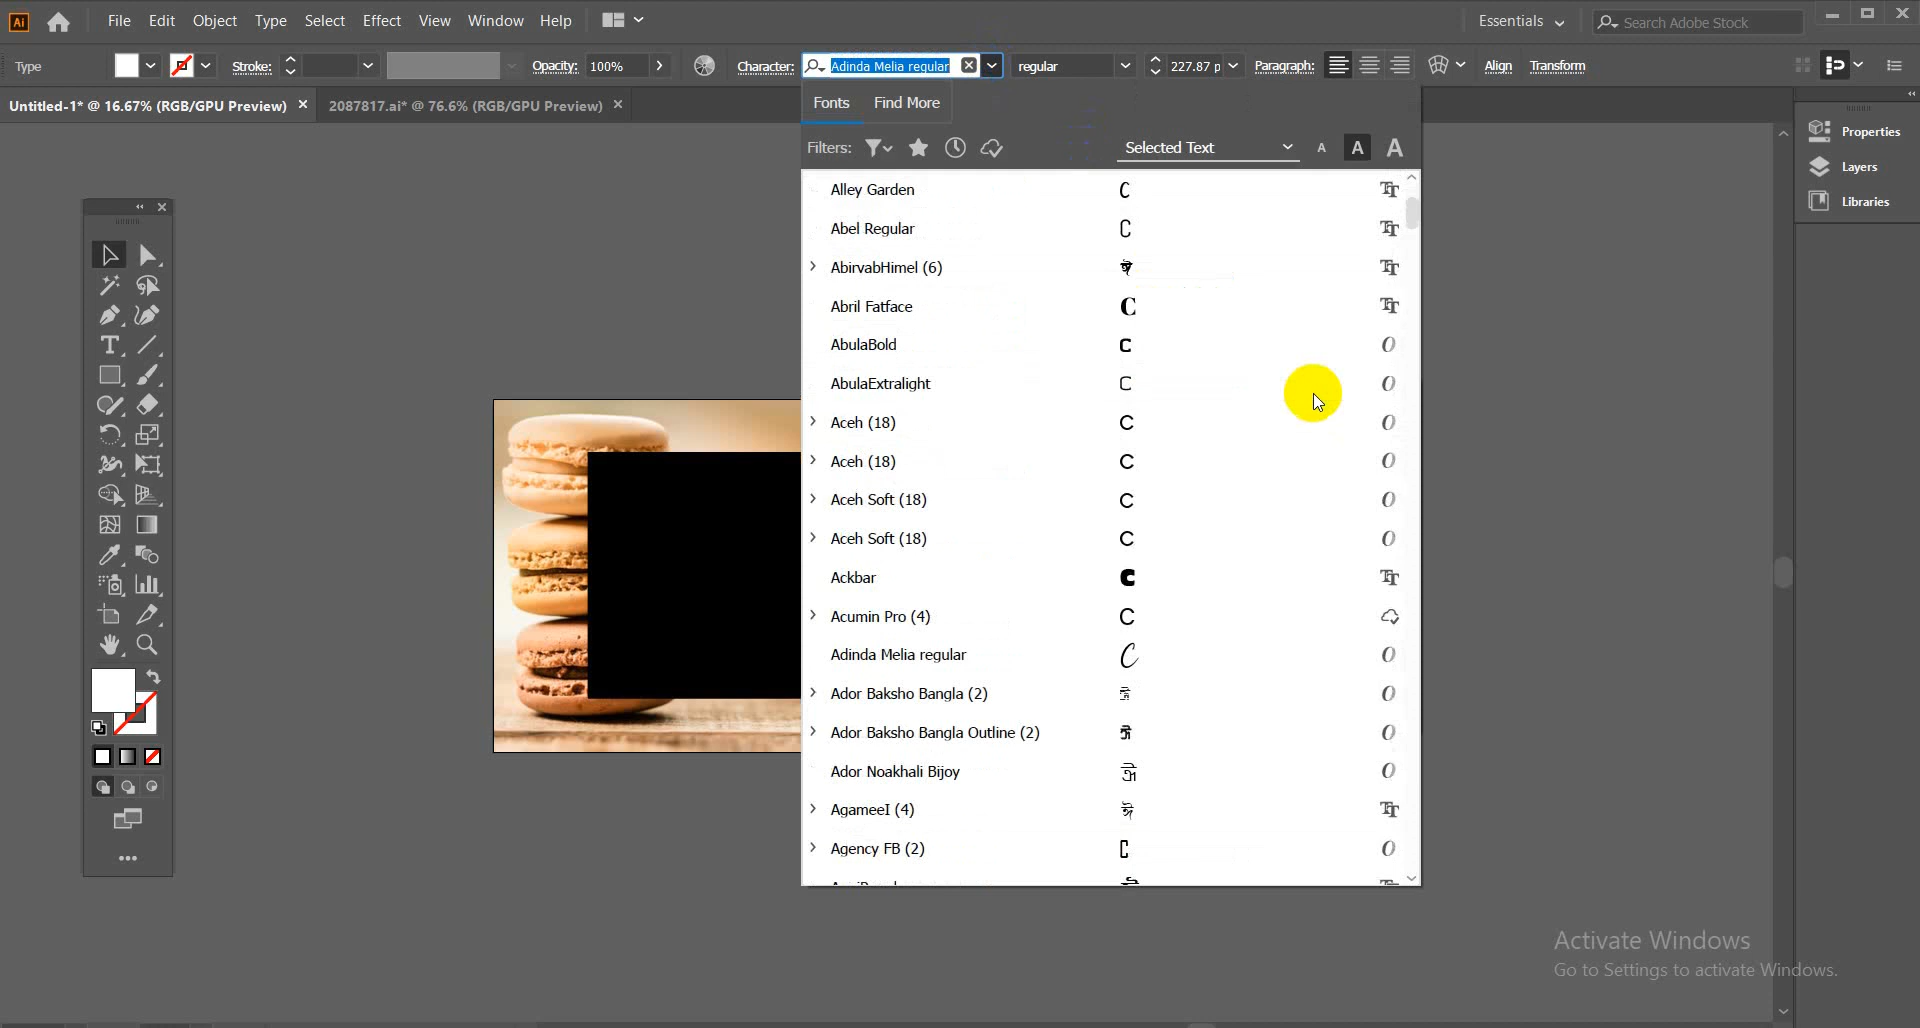 Ai File Edit Object Type Select Effect View Window Help Essentials Search Adobe Stock
Type Stroke: Opacity: 100% Character: Adinda Melia regular regular 227.87 p Paragraph: Align Transform
Untitled-1* @ 16.67% (RGB/GPU Preview) 2087817.ai* @ 76.6% (RGB/GPU Preview)
Fonts Find More
Filters: Selected Text A A A
Alley Garden C
Abel Regular C
AbirvabHimel (6)
Abril Fatface C
AbulaBold C
AbulaExtralight C
Aceh (18) C
Aceh (18) C
Aceh Soft (18) C
Aceh Soft (18) C
Ackbar C
Acumin Pro (4) C
Adinda Melia regular C
Ador Baksho Bangla (2)
Ador Baksho Bangla Outline (2)
Ador Noakhali Bijoy
AgameeI (4)
Agency FB (2) C
Properties
Layers
Libraries
Activate Windows
Go to Settings to activate Windows.